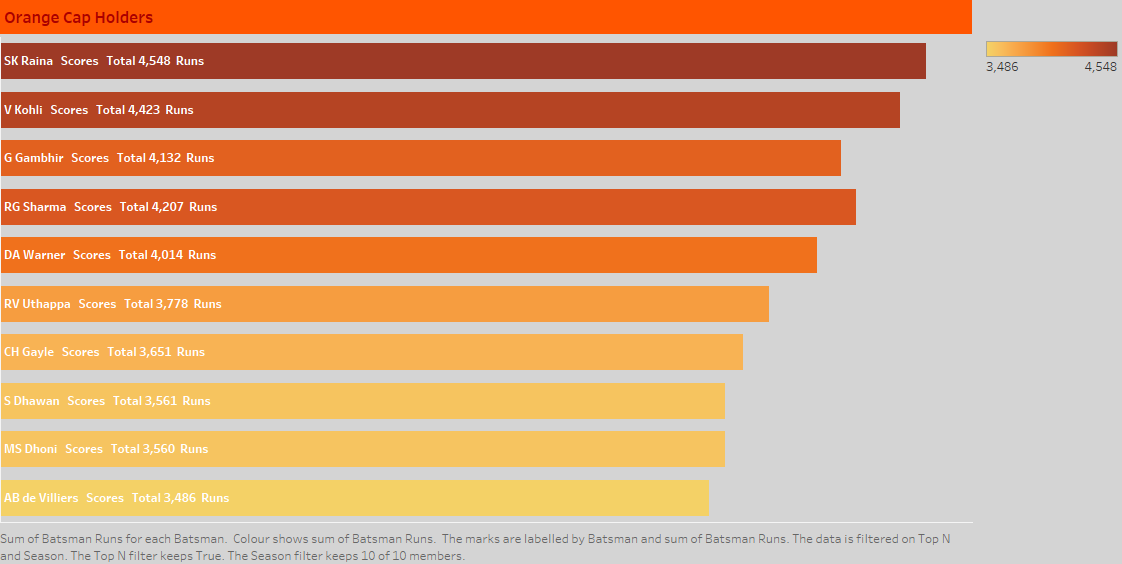 Orange Cap Holders
SK Raina Scores Total 4,548 Runs
V Kohli Scores Total 4,423 Runs
G Gambhir Scores Total 4,132 Runs
RG Sharma Scores Total 4,207 Runs
DA Warner Scores Total 4,014 Runs
RV Uthappa Scores Total 3,778 Runs
CH Gayle Scores Total 3,651 Runs
S Dhawan Scores Total 3,561 Runs
MS Dhoni Scores Total 3,560 Runs
AB de Villiers Scores Total 3,486 Runs
3,486 4,548
Sum of Batsman Runs for each Batsman. Colour shows sum of Batsman Runs. The marks are labelled by Batsman and sum of Batsman Runs. The data is filtered on Top N
and Season. The Top N filter keeps True. The Season filter keeps 10 of 10 members.